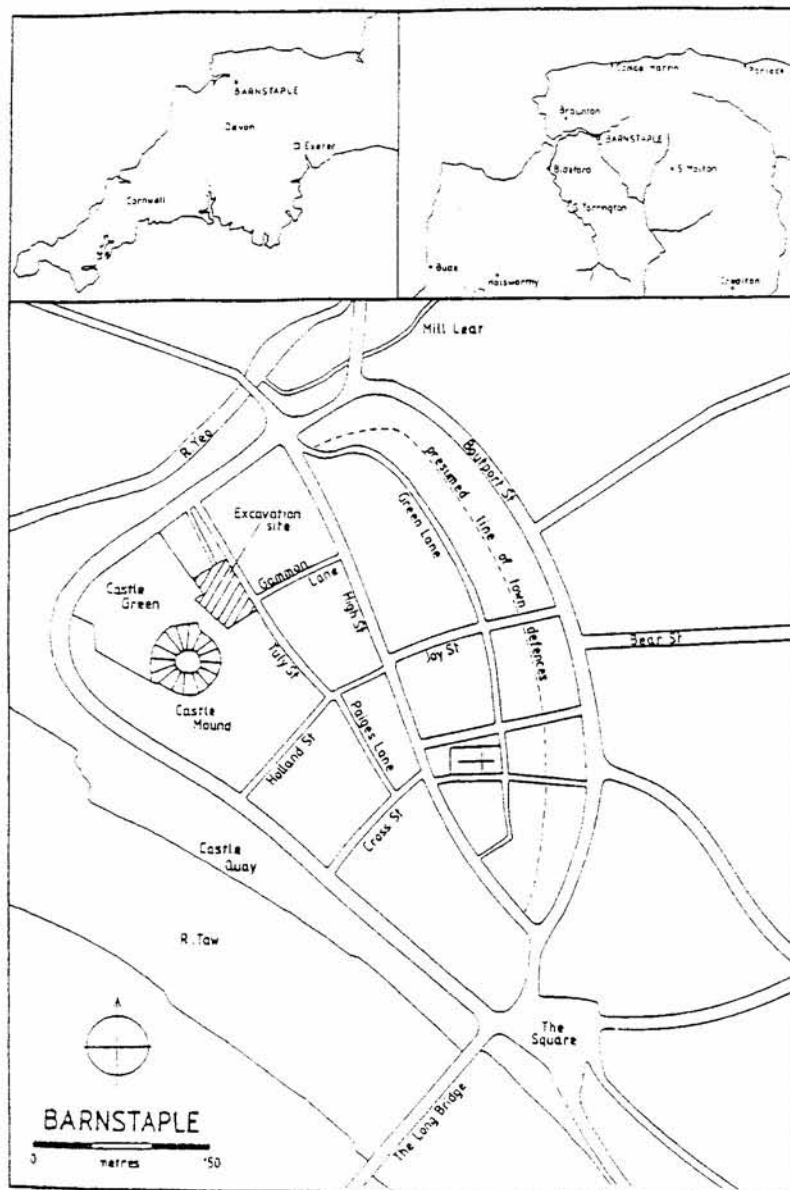 BARNSTAPLE
Devon
Exeter
Cornwall
Combe Martin
Porlock
Braunton
BARNSTAPLE
Bideford
S Molton
Torrington
Bude
Holsworthy
Crediton
Mill Lear
R. Yeo
Boutport St
presumed line of town defences
Green Lane
Excavation
site
Gammon
Lane
Castle
Green
High St
Tuly St
Joy St
Bear St
Castle
Mound
Paiges Lane
Holland St
Cross St
Castle
Quay
R. Taw
The
Square
The Long Bridge
BARNSTAPLE
0
metres